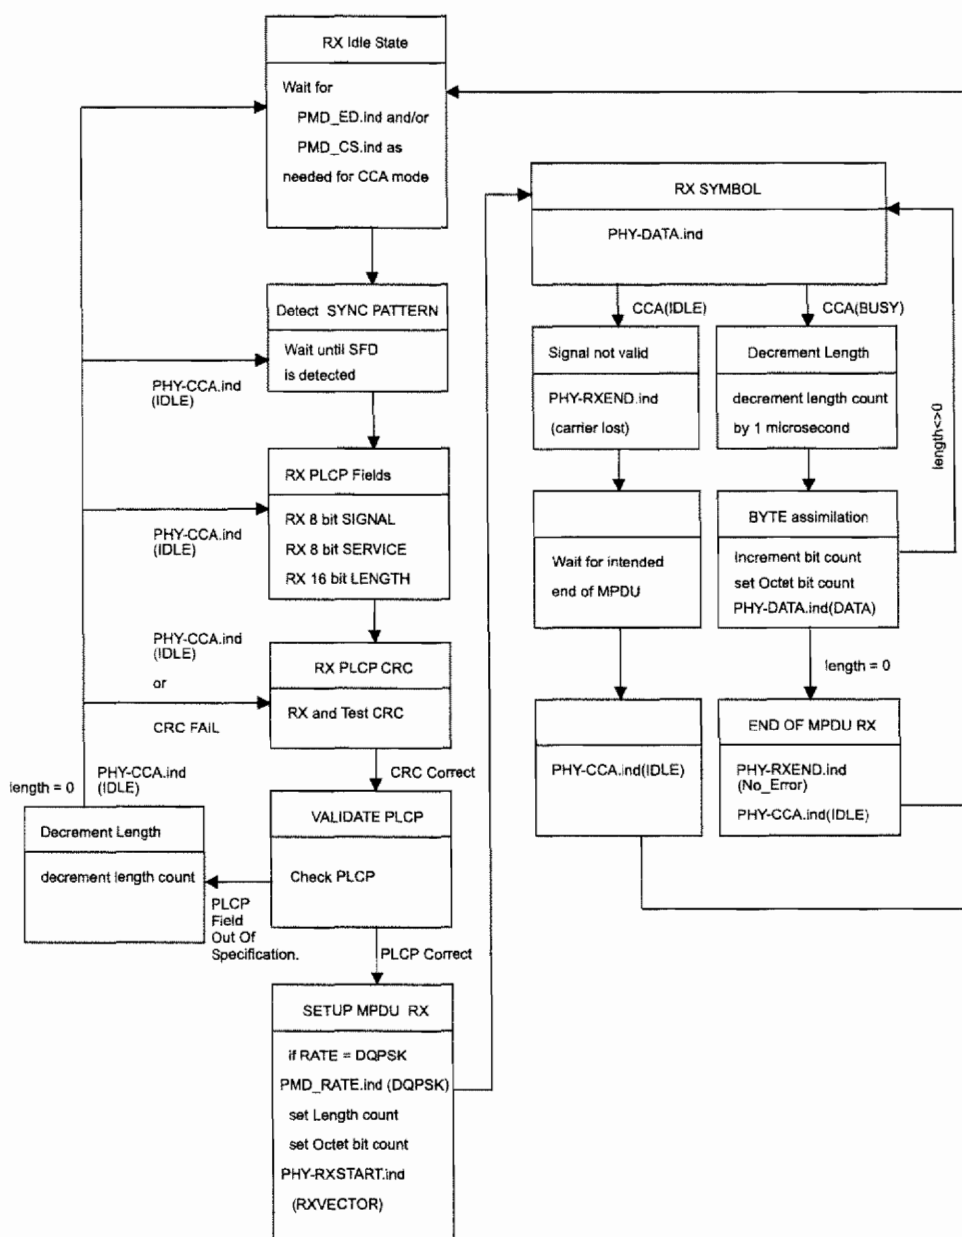 RX Idle State
Wait for
PMD_ED.ind and/or
PMD_CS.ind as
needed for CCA mode
Detect SYNC PATTERN
Wait until SFD
is detected
PHY-CCA.ind
(IDLE)
RX PLCP Fields
RX 8 bit SIGNAL
RX 8 bit SERVICE
RX 16 bit LENGTH
PHY-CCA.ind
(IDLE)
RX PLCP CRC
RX and Test CRC
PHY-CCA.ind
(IDLE)
or
CRC FAIL
CRC Correct
VALIDATE PLCP
Check PLCP
length = 0
PHY-CCA.ind
(IDLE)
Decrement Length
decrement length count
PLCP
Field
Out Of
Specification.
PLCP Correct
SETUP MPDU RX
if RATE = DQPSK
PMD_RATE.ind (DQPSK)
set Length count
set Octet bit count
PHY-RXSTART.ind
(RXVECTOR)
RX SYMBOL
PHY-DATA.ind
CCA(IDLE)
CCA(BUSY)
Signal not valid
PHY-RXEND.ind
(carrier lost)
Wait for intended
end of MPDU
PHY-CCA.ind(IDLE)
Decrement Length
decrement length count
by 1 microsecond
length<>0
BYTE assimilation
Increment bit count
set Octet bit count
PHY-DATA.ind(DATA)
length = 0
END OF MPDU RX
PHY-RXEND.ind
(No_Error)
PHY-CCA.ind(IDLE)